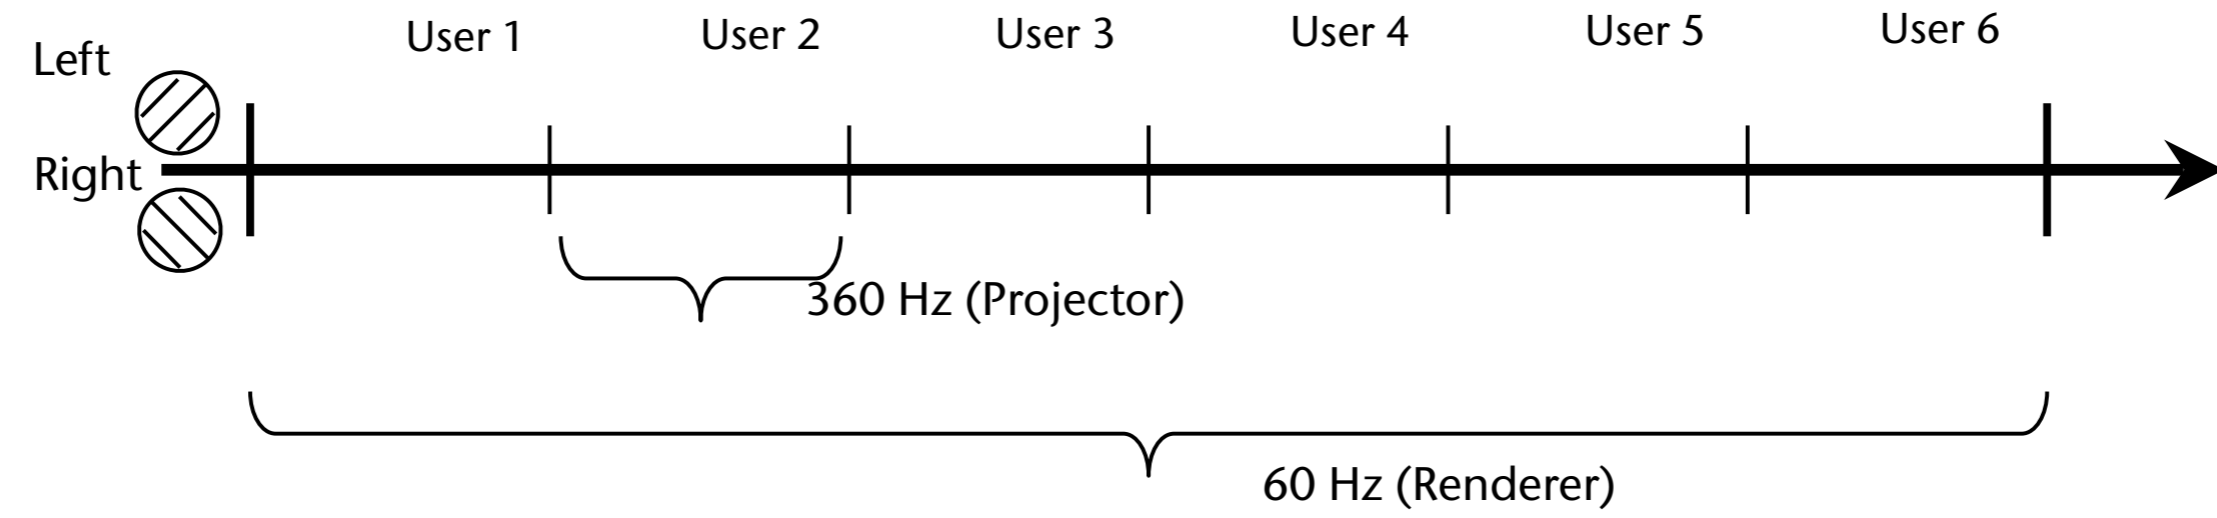 Left
User 1
User 2
User 3
User 4
User 5
User 6
Right
360 Hz (Projector)
60 Hz (Renderer)